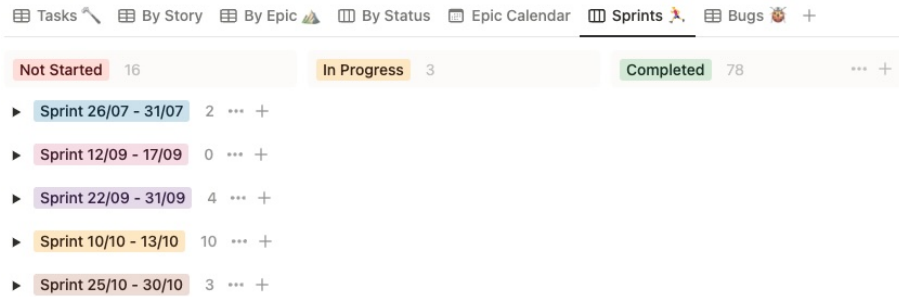 Tasks By Story By Epic By Status Epic Calendar Sprints Bugs
Not Started 16 In Progress 3 Completed 78
Sprint 26/07 - 31/07 2
Sprint 12/09 - 17/09 0
Sprint 22/09 - 31/09 4
Sprint 10/10 - 13/10 10
Sprint 25/10 - 30/10 3